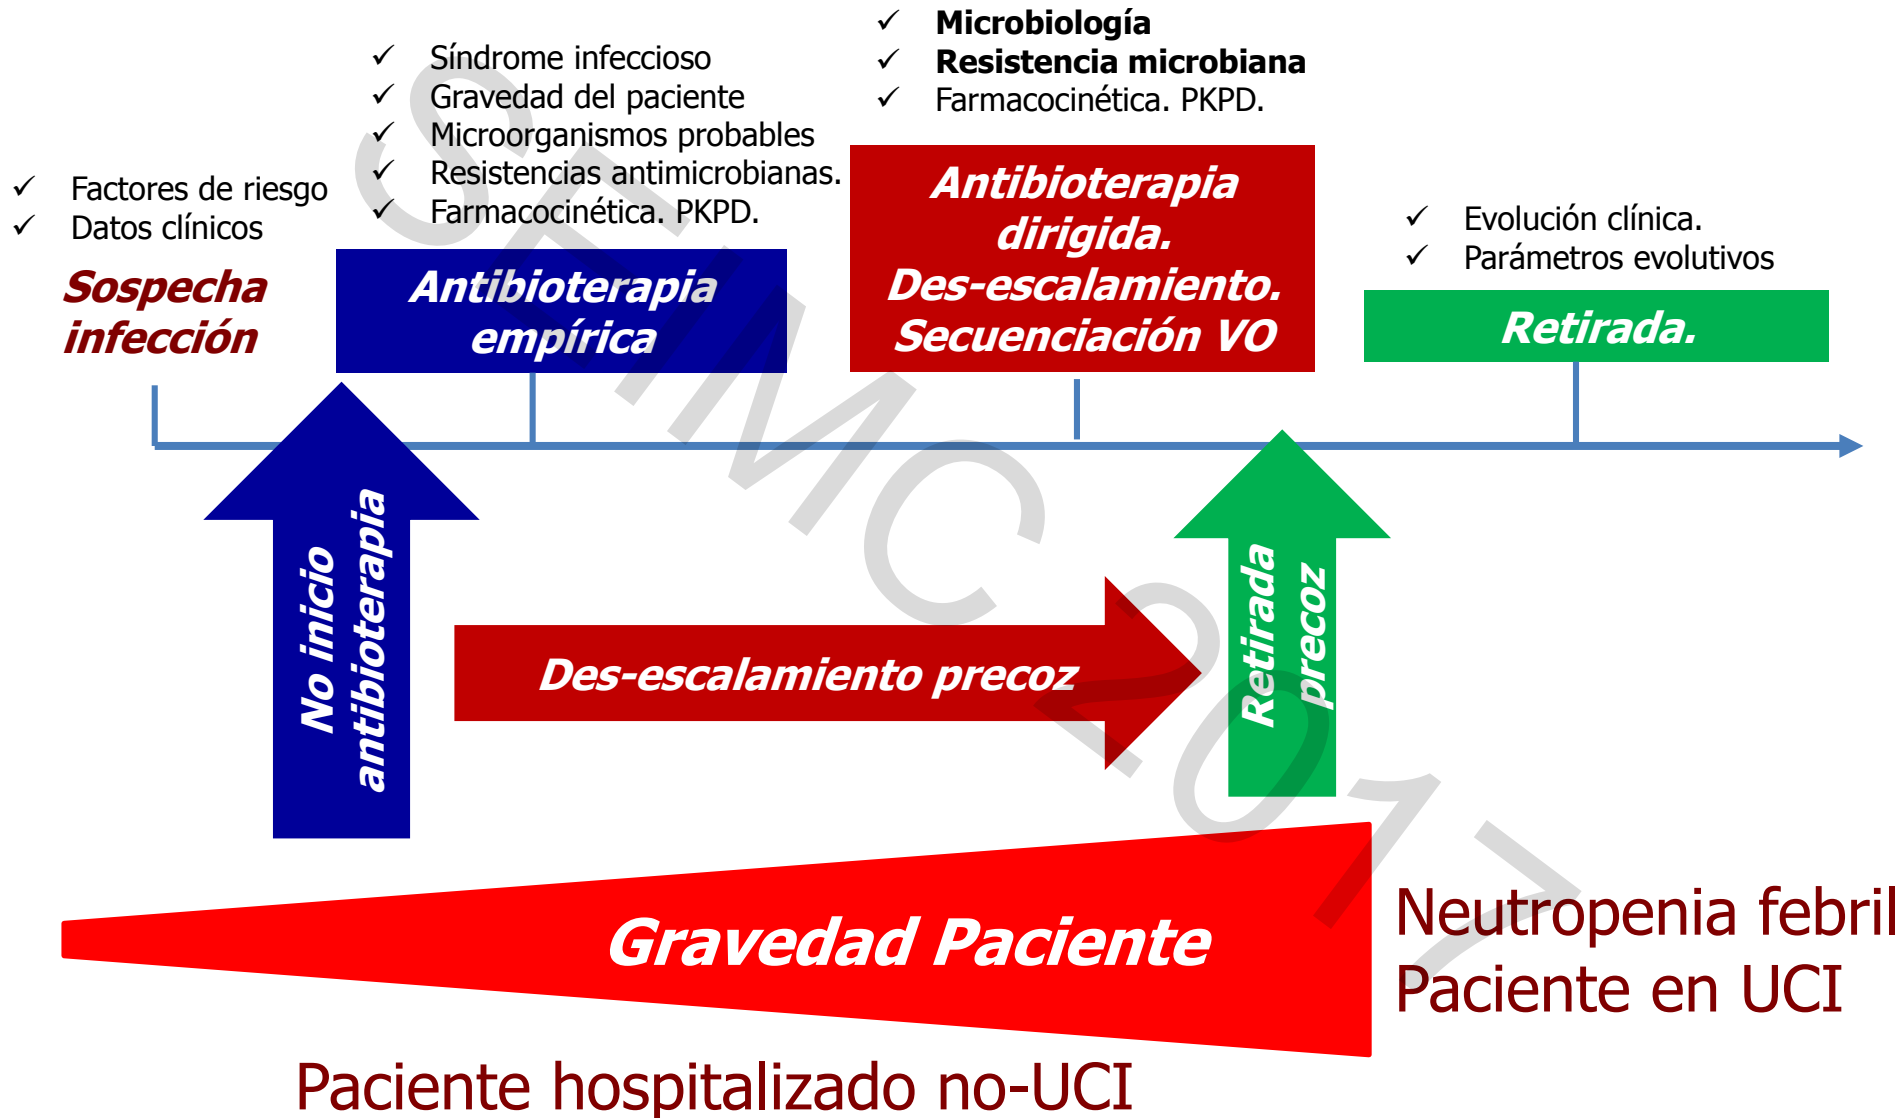 ✓ Factores de riesgo
✓ Datos clínicos
Sospecha
infección
✓ Síndrome infeccioso
✓ Gravedad del paciente
✓ Microorganismos probables
✓ Resistencias antimicrobianas.
✓ Farmacocinética. PKPD.
Antibioterapia
empírica
✓ Microbiología
✓ Resistencia microbiana
✓ Farmacocinética. PKPD.
Antibioterapia
dirigida.
Des-escalamiento.
Secuenciación VO
✓ Evolución clínica.
✓ Parámetros evolutivos
Retirada.
No inicio
antibioterapia
Des-escalamiento precoz
Retirada
precoz
Gravedad Paciente
Neutropenia febril
Paciente en UCI
Paciente hospitalizado no-UCI
SEIMC 2017